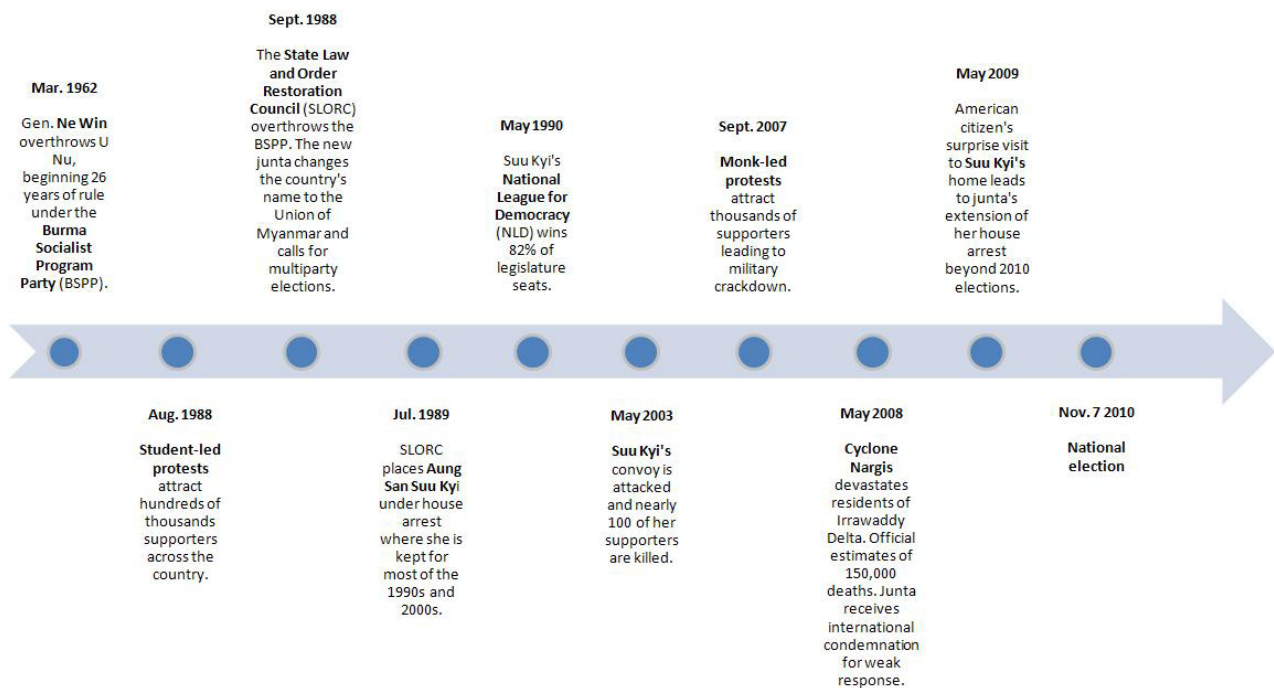 Mar. 1962
Gen. Ne Win
overthrows U
Nu,
beginning 26
years of rule
under the
Burma
Socialist
Program
Party (BSPP).
Aug. 1988
Student-led
protests
attract
hundreds of
thousands
supporters
across the
country.
Sept. 1988
The State Law
and Order
Restoration
Council (SLORC)
overthrows the
BSPP. The new
junta changes
the country's
name to the
Union of
Myanmar and
calls for
multiparty
elections.
Jul. 1989
SLORC
places Aung
San Suu Kyi
under house
arrest
where she is
kept for
most of the
1990s and
2000s.
May 1990
Suu Kyi's
National
League for
Democracy
(NLD) wins
82% of
legislature
seats.
May 2003
Suu Kyi's
convoy is
attacked
and nearly
100 of her
supporters
are killed.
Sept. 2007
Monk-led
protests
attract
thousands of
supporters
leading to
military
crackdown.
May 2008
Cyclone
Nargis
devastates
residents of
Irrawaddy
Delta. Official
estimates of
150,000
deaths. Junta
receives
international
condemnation
for weak
response.
May 2009
American
citizen's
surprise visit
to Suu Kyi's
home leads
to junta's
extension of
her house
arrest
beyond 2010
elections.
Nov. 7 2010
National
election